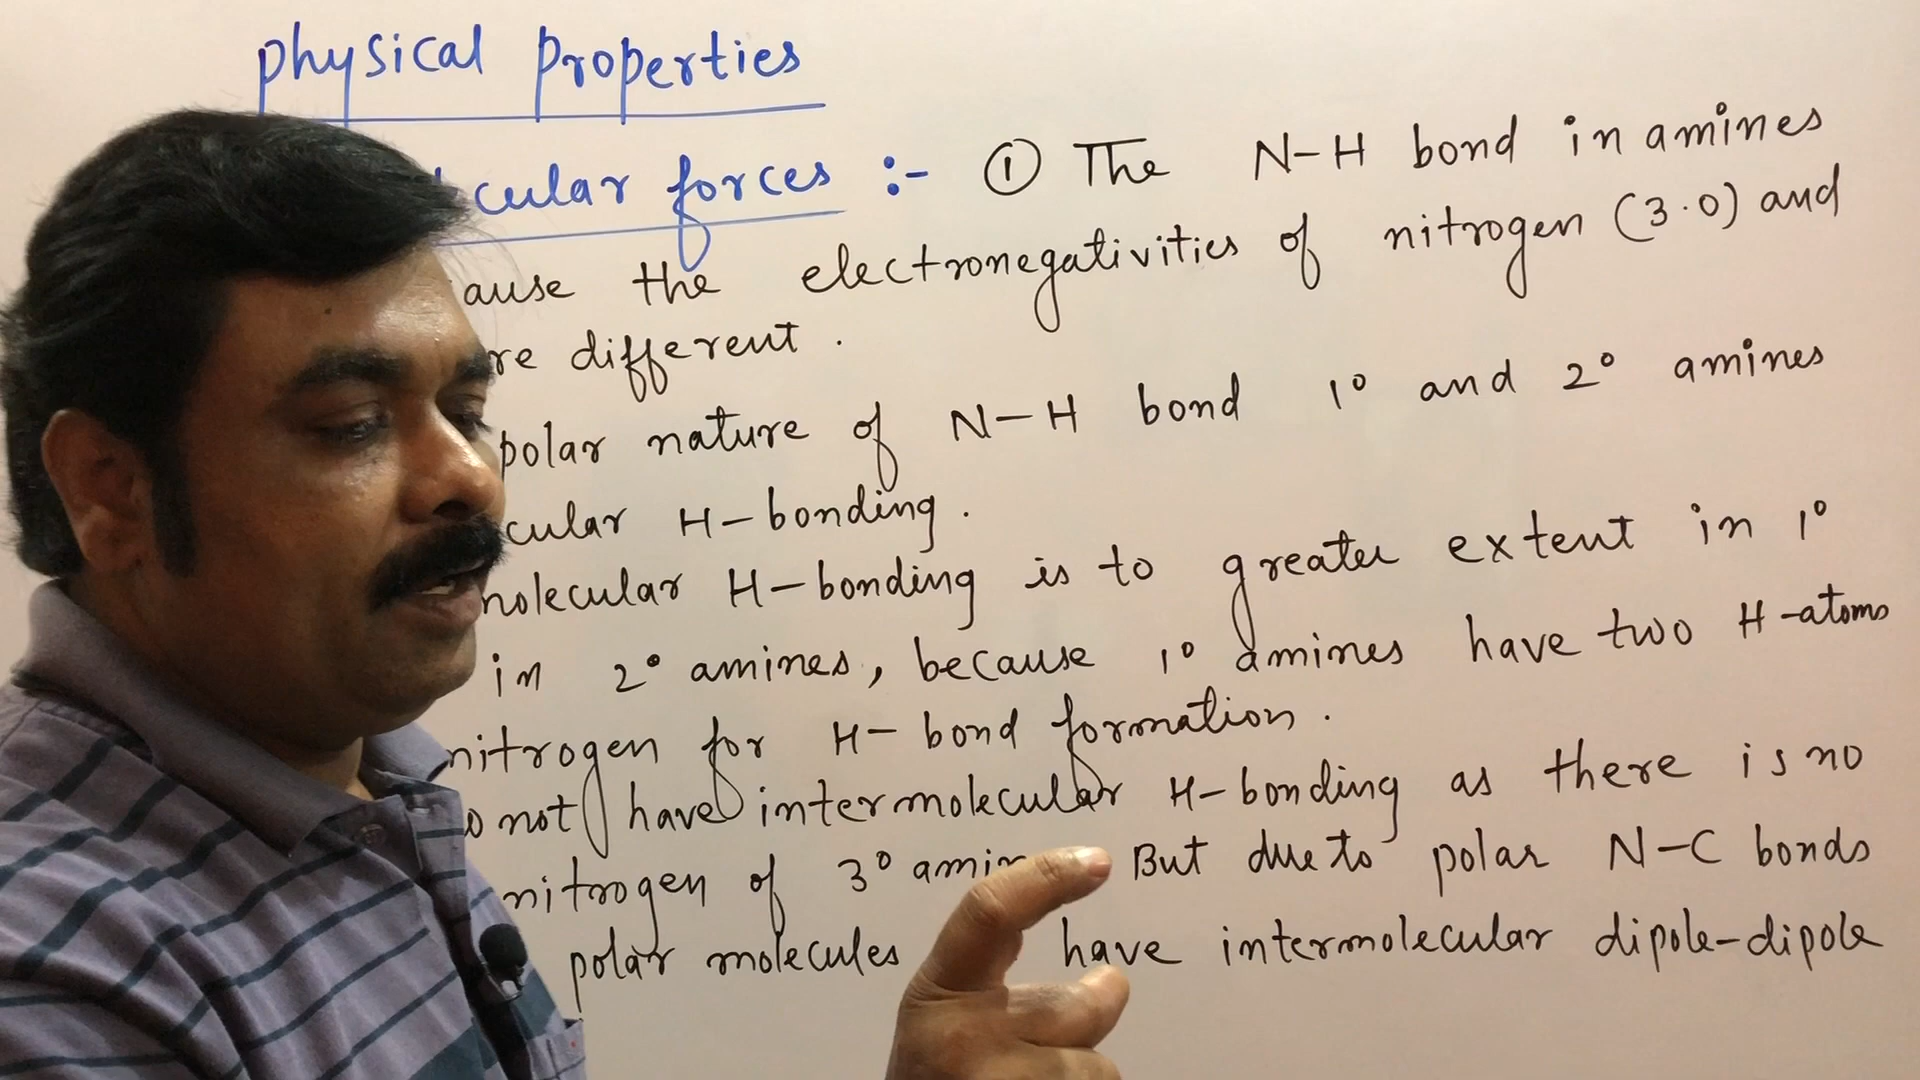 physical properties
cular forces :- ① The N-H bond in amines
ause the electronegativities of nitrogen (3.0) and
re different.
polar nature of N-H bond 1° and 2° amines
cular H-bonding.
molecular H-bonding is to greater extent in 1°
in 2° amines, because 1° amines have two H-atoms
nitrogen for H-bond formation.
o not have intermolecular H-bonding as there is no
nitrogen of 3° amin But due to polar N-C bonds
polar molecules have intermolecular dipole-dipole